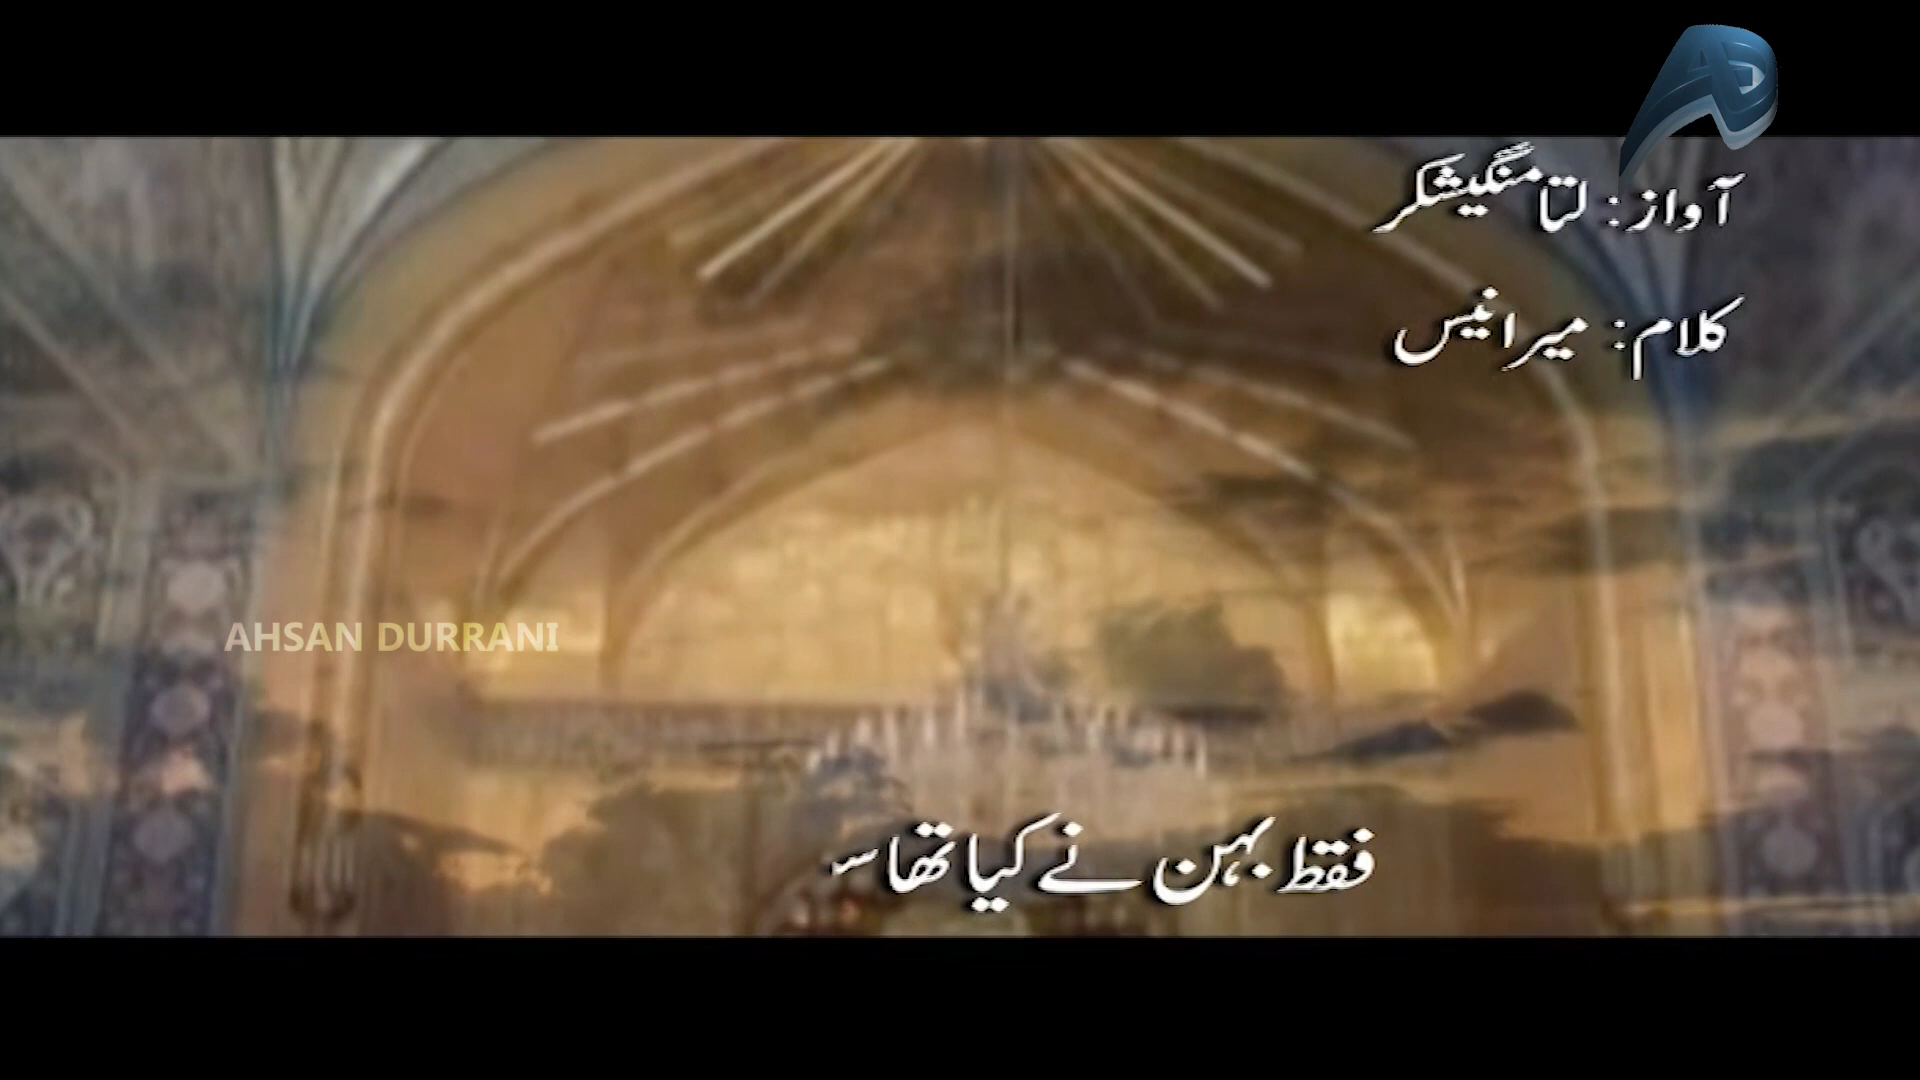 آواز: لتا منگیشکر
کلام: میر انیس
AHSAN DURRANI
فقط بہن نے کیا تھا